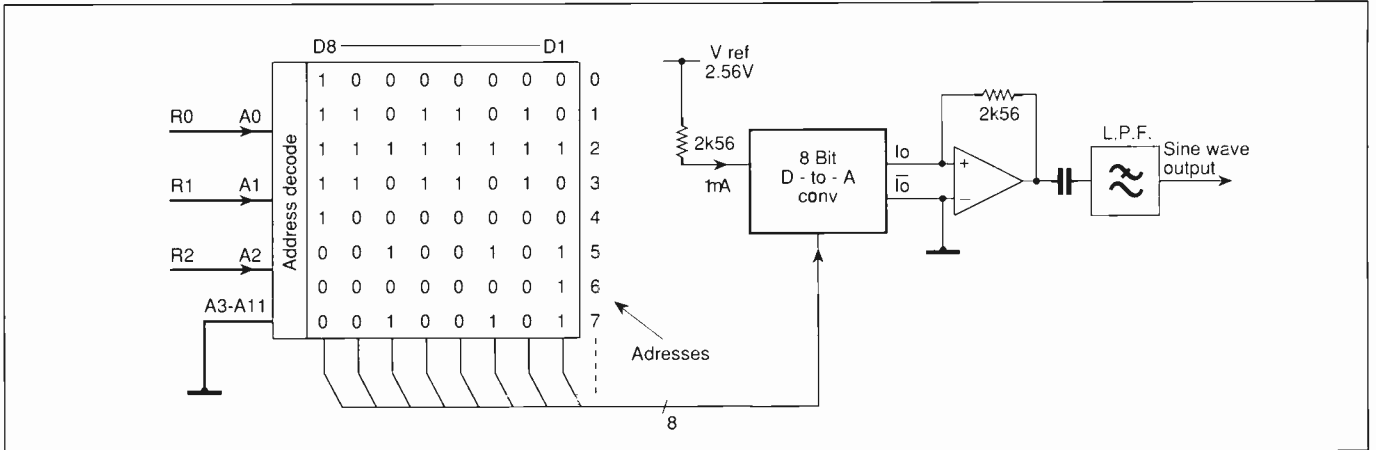 D8 D1
1 0 0 0 0 0 0 0 0
R0 A0 1 1 0 1 1 0 1 0 1
1 1 1 1 1 1 1 1 2
R1 A1 1 1 0 1 1 0 1 0 3
1 0 0 0 0 0 0 0 4
R2 A2 0 0 1 0 0 1 0 1 5
0 0 0 0 0 0 0 1 6
A3-A11 0 0 1 0 0 1 0 1 7
Address decode
Adresses
8
V ref
2.56V
2k56
1mA
8 Bit
D - to - A
conv
Io
Io
2k56
+
−
L.P.F.
Sine wave
output